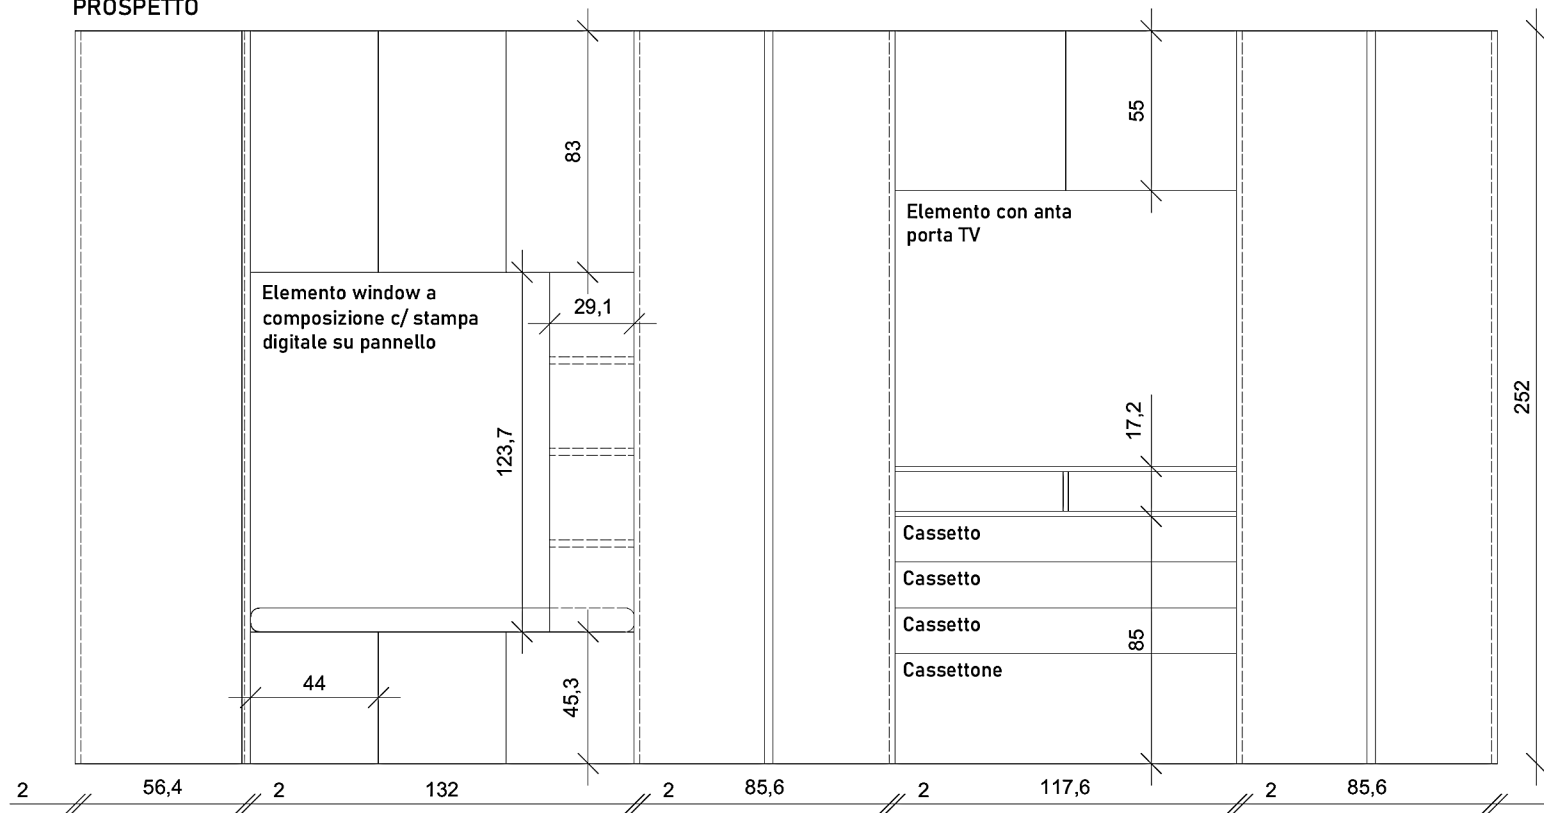 PROSPETTO
83
55
Elemento con anta
porta TV
Elemento window a
composizione c/ stampa
digitale su pannello
29,1
252
17,2
123,7
Cassetto
Cassetto
Cassetto
85
Cassettone
44
45,3
2 56,4 2 132 2 85,6 2 117,6 2 85,6